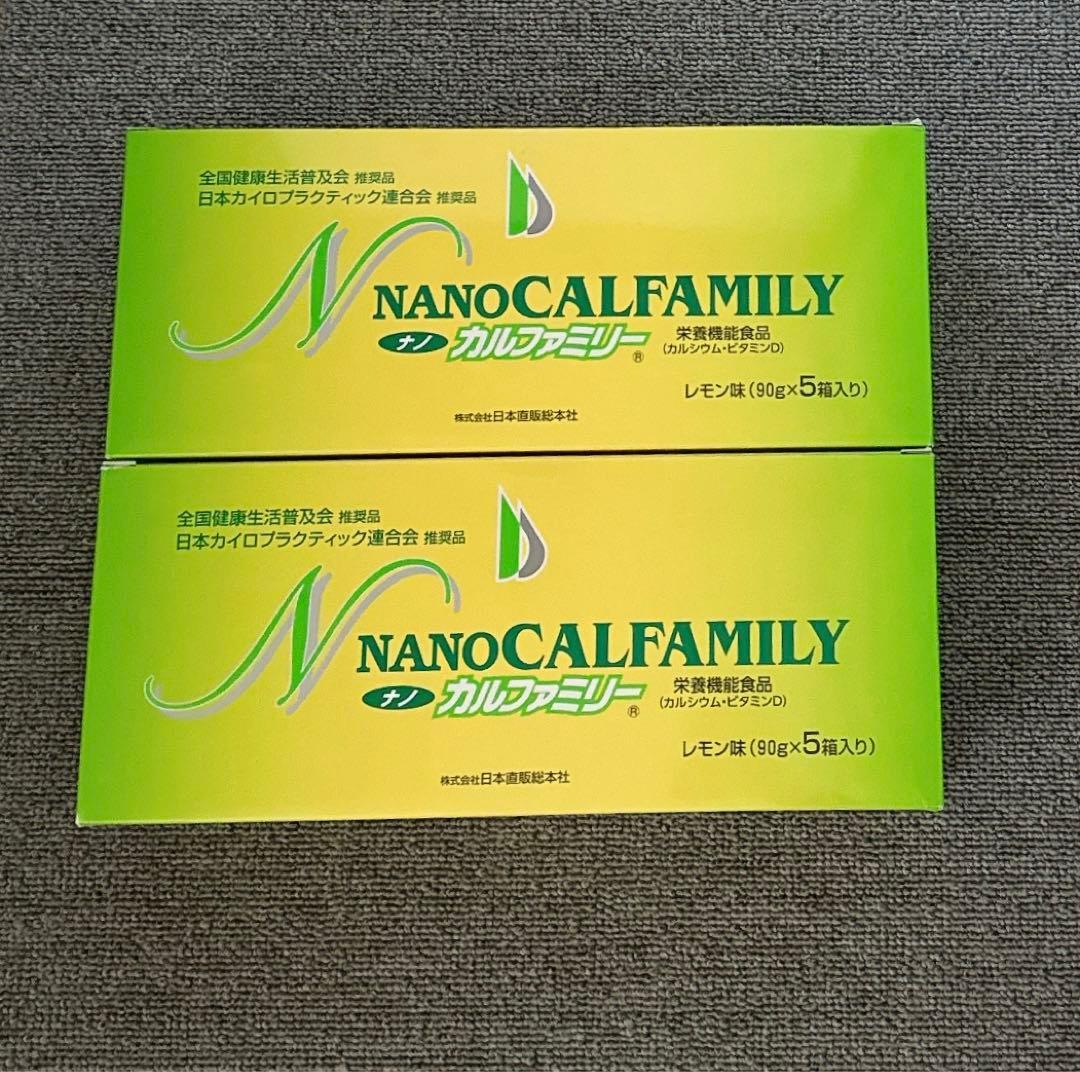 全国健康生活普及会 推奨品
日本カイロプラクティック連合会 推奨品
N
NANOCALFAMILY
ナノ カルファミリー®
栄養機能食品
(カルシウム・ビタミンD)
レモン味(90g×5箱入り)
株式会社日本直販総本社
全国健康生活普及会 推奨品
日本カイロプラクティック連合会 推奨品
N
NANOCALFAMILY
ナノ カルファミリー®
栄養機能食品
(カルシウム・ビタミンD)
レモン味(90g×5箱入り)
株式会社日本直販総本社